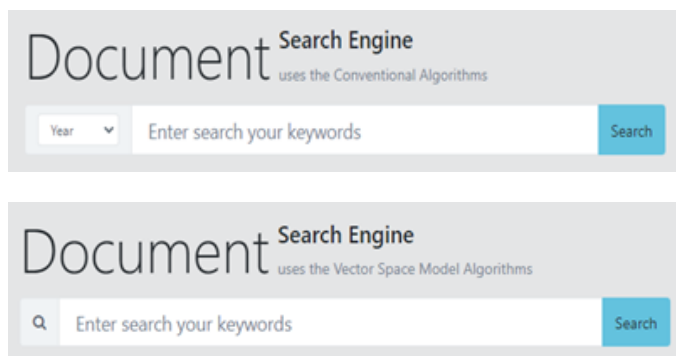 Document Search Engine
uses the Conventional Algorithms
Year Enter search your keywords Search
Document Search Engine
uses the Vector Space Model Algorithms
Enter search your keywords Search